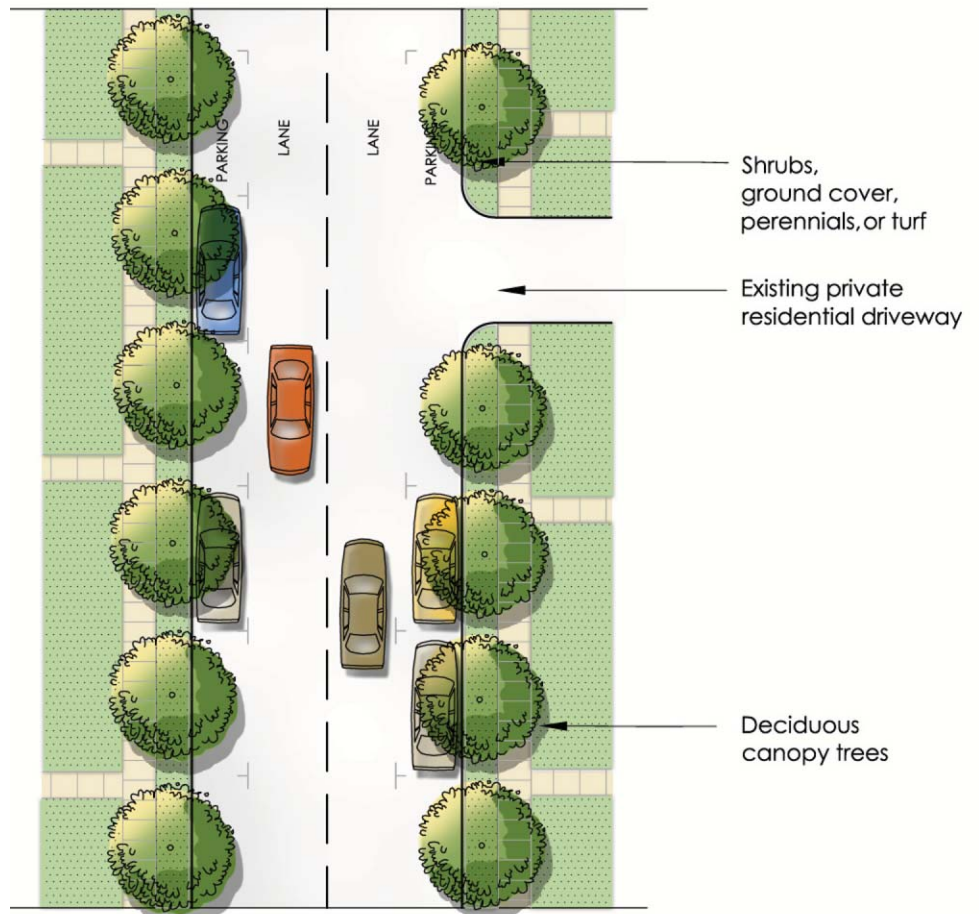 PARKING
LANE
LANE
PARKING
Shrubs,
ground cover,
perennials, or turf
Existing private
residential driveway
Deciduous
canopy trees